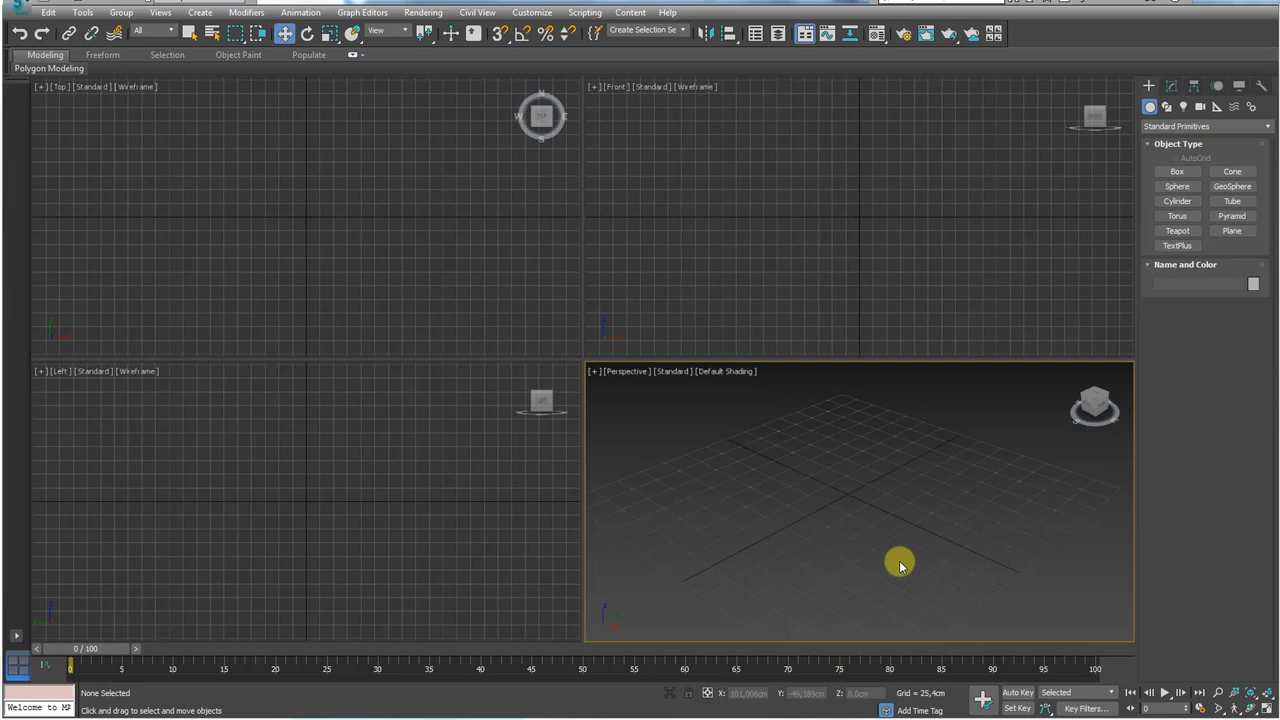 Edit Tools Group Views Create Modifiers Animation Graph Editors Rendering Civil View Customize Scripting Content Help
All View Create Selection Se
Modeling Freeform Selection Object Paint Populate
Polygon Modeling
[+] [Top] [Standard] [Wireframe]
N
W TOP E
S
[+] [Front] [Standard] [Wireframe]
FRONT
Standard Primitives
Object Type
AutoGrid
Box Cone
Sphere GeoSphere
Cylinder Tube
Torus Pyramid
Teapot Plane
TextPlus
Name and Color
[+] [Left] [Standard] [Wireframe]
LEFT
[+] [Perspective] [Standard] [Default Shading]
< 0 / 100 >
0 5 10 15 20 25 30 35 40 45 50 55 60 65 70 75 80 85 90 95 100
None Selected X: 101,006cm Y: -49,189cm Z: 0,0cm Grid = 25,4cm Auto Key Selected
Welcome to MA Click and drag to select and move objects Add Time Tag Set Key Key Filters... 0